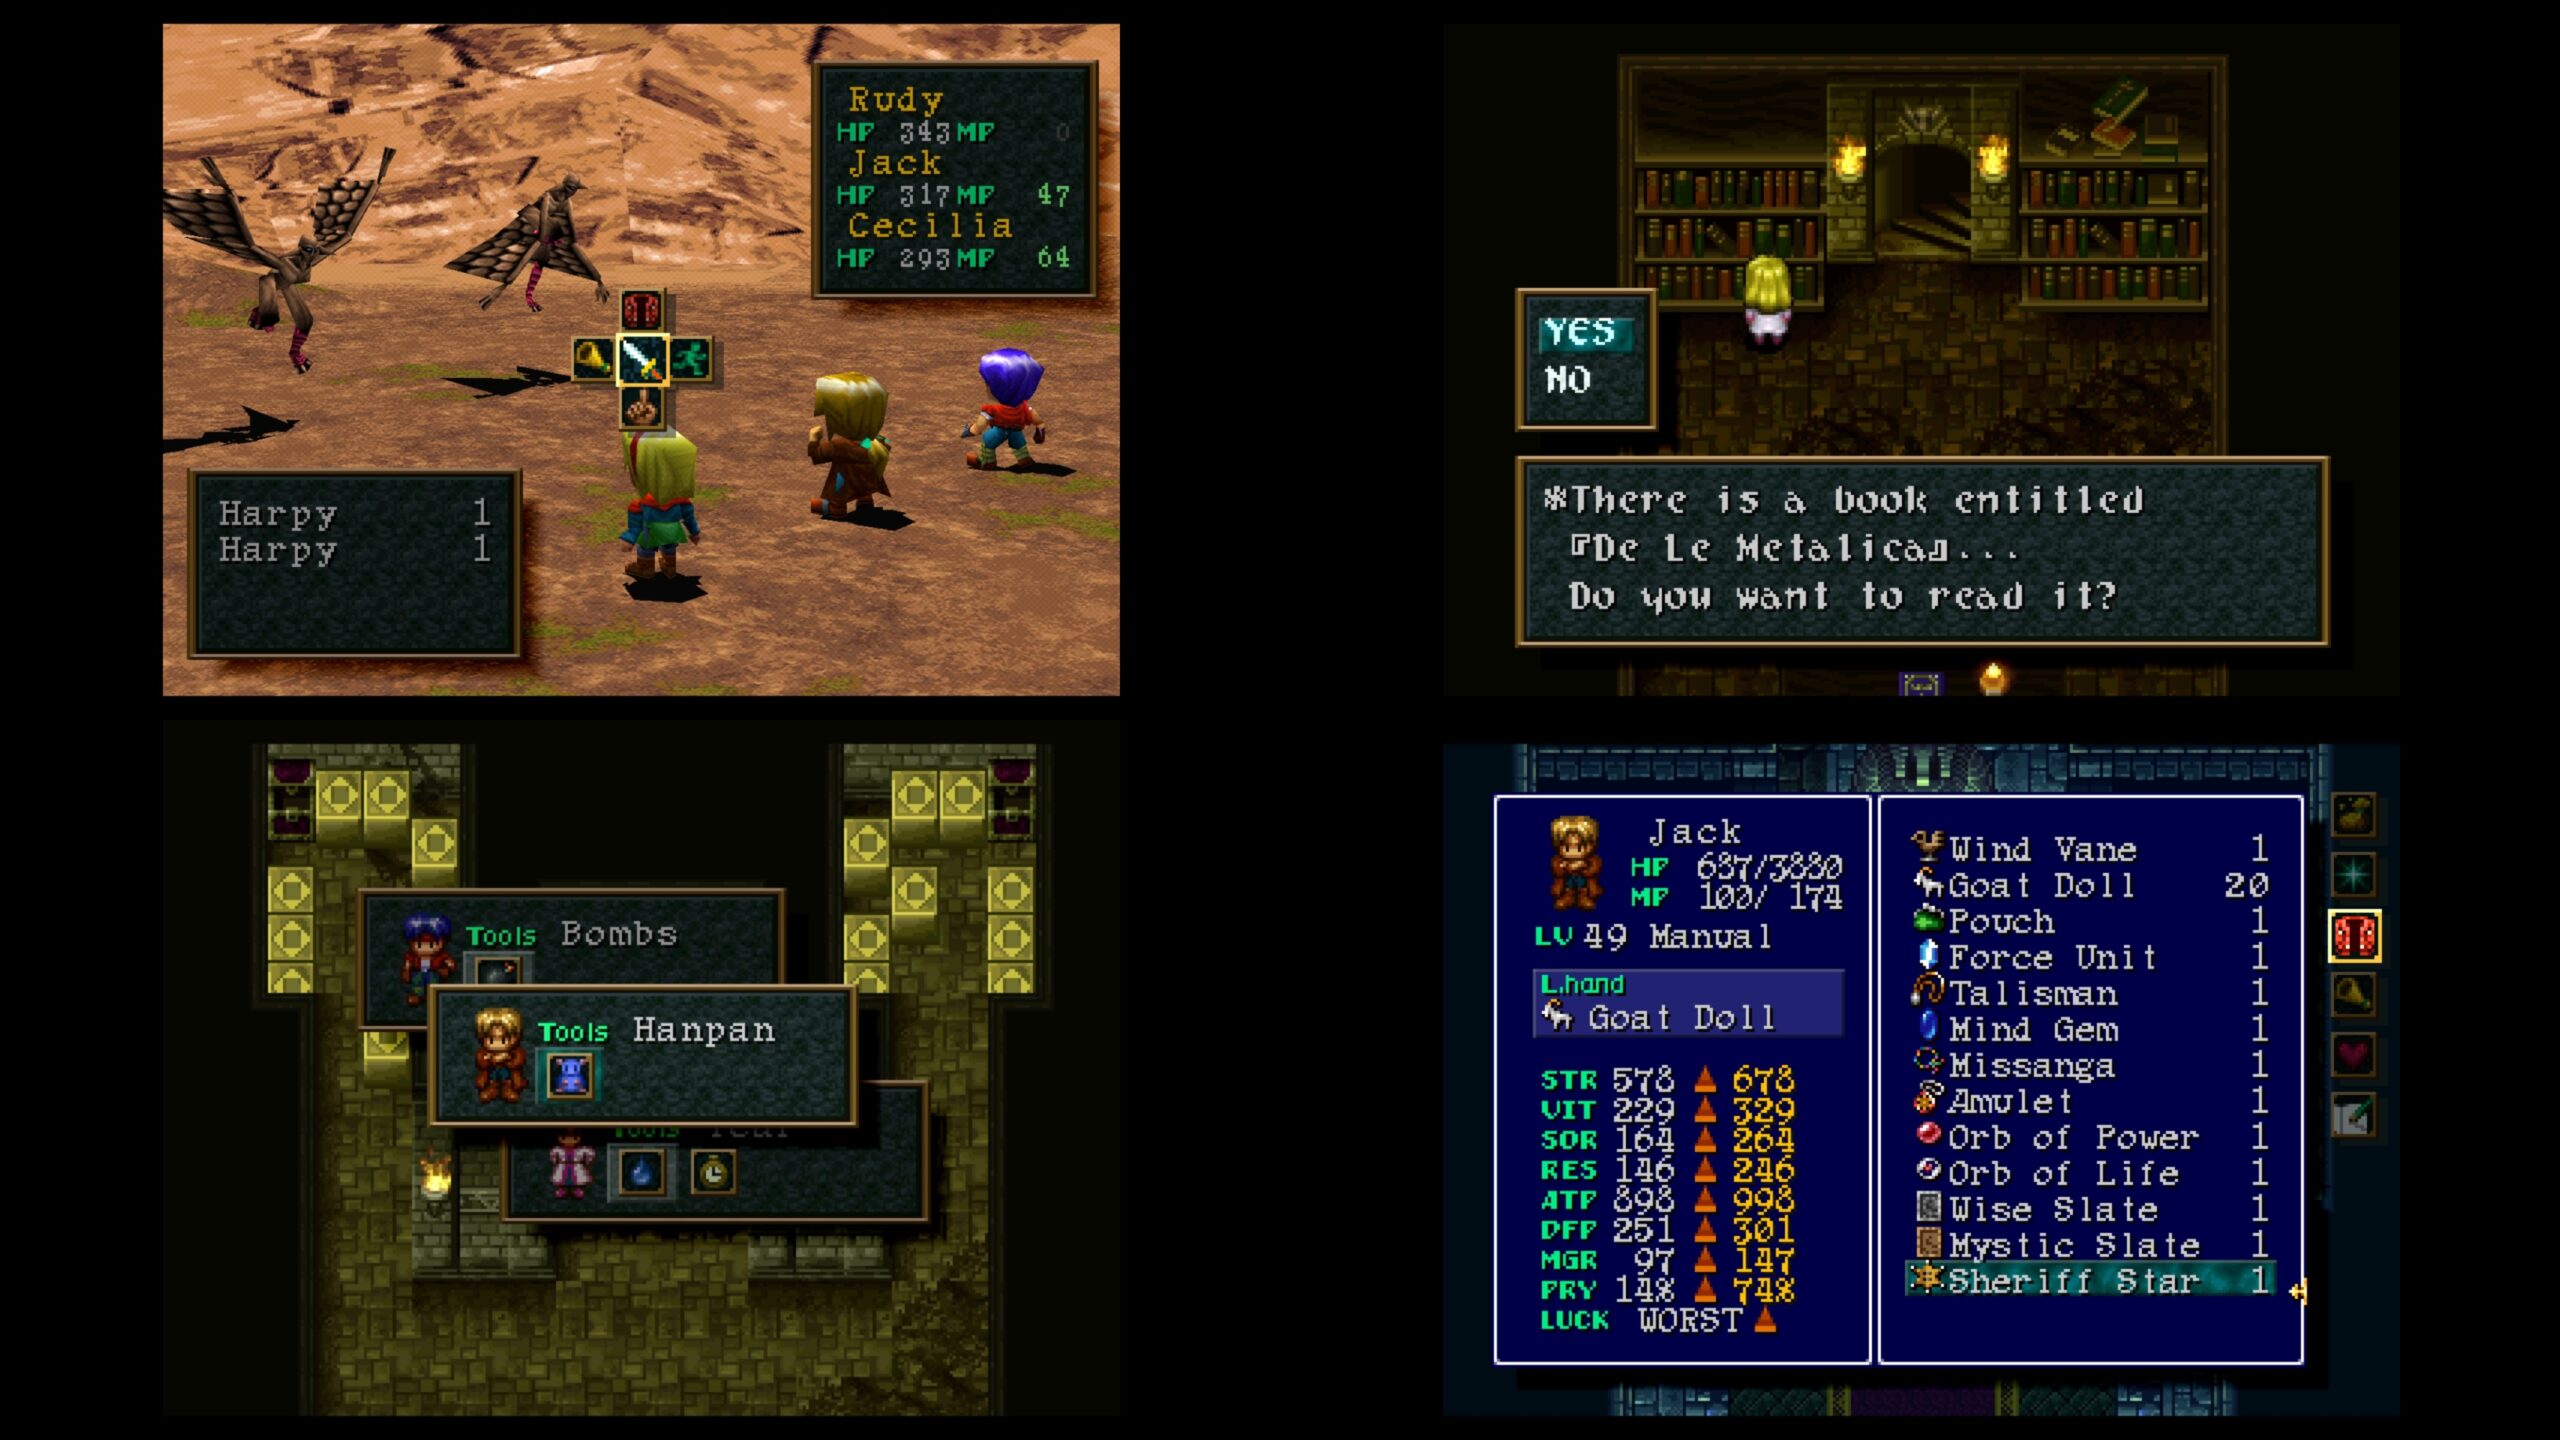 Rudy
HP 343 MP 0
Jack
HP 317 MP 47
Cecilia
HP 293 MP 64
Harpy 1
Harpy 1
YES
NO
*There is a book entitled
『De Le Metalica』...
Do you want to read it?
Tools Bombs
Tools Hanpan
Tools Tear
Jack
HP 687/3880
MP 100/ 174
LV 49 Manual
L.hand
Goat Doll
STR 578 ▲ 678
VIT 229 ▲ 329
SOR 164 ▲ 264
RES 146 ▲ 246
ATP 898 ▲ 998
DFP 251 ▲ 301
MGR 97 ▲ 147
PRY 14% ▲ 74%
LUCK WORST ▲
Wind Vane 1
Goat Doll 20
Pouch 1
Force Unit 1
Talisman 1
Mind Gem 1
Missanga 1
Amulet 1
Orb of Power 1
Orb of Life 1
Wise Slate 1
Mystic Slate 1
Sheriff Star 1